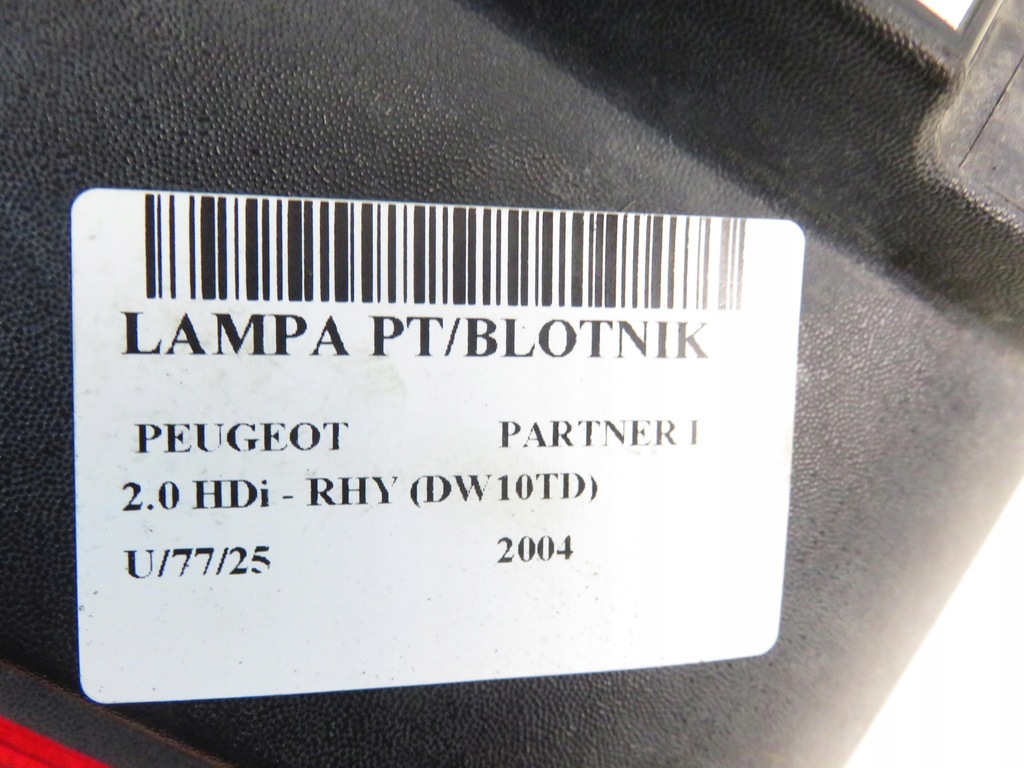 LAMPA PT/BLOTNIK
PEUGEOT PARTNER I
2.0 HDi - RHY (DW10TD)
U/77/25 2004